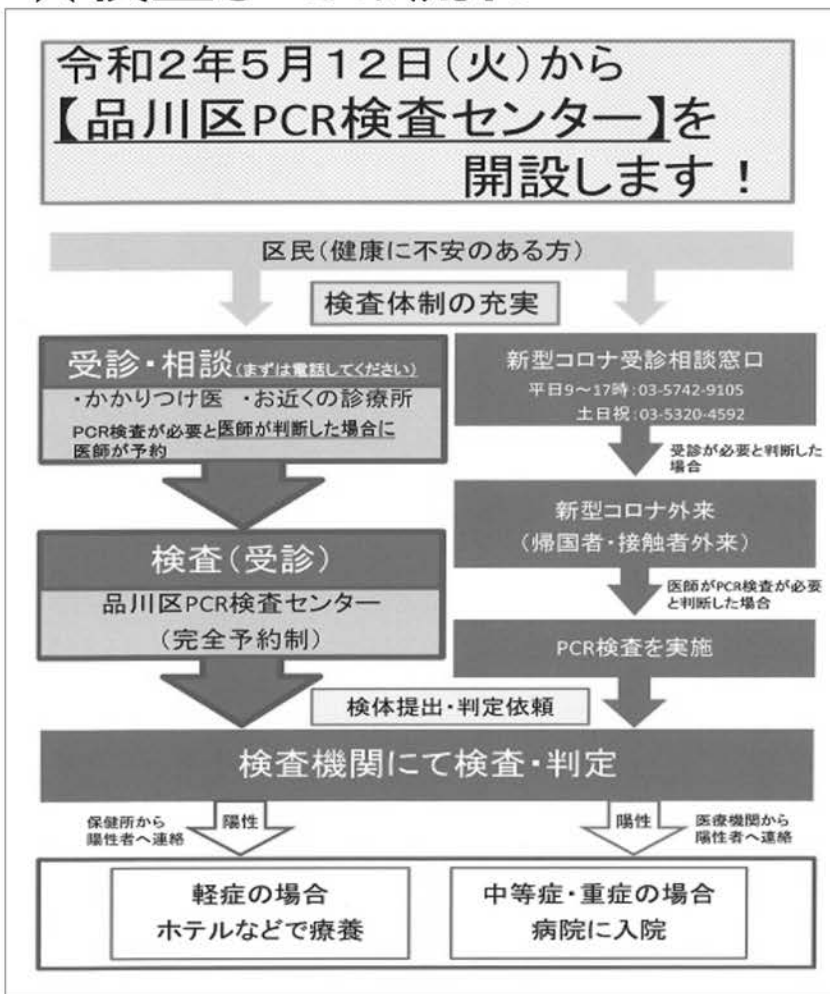 令和2年5月12日(火)から
【品川区PCR検査センター】を
開設します！
区民(健康に不安のある方)
検査体制の充実
受診・相談(まずは電話してください)
・かかりつけ医 ・お近くの診療所
PCR検査が必要と医師が判断した場合に
医師が予約
検査(受診)
品川区PCR検査センター
(完全予約制)
新型コロナ受診相談窓口
平日9～17時:03-5742-9105
土日祝:03-5320-4592
受診が必要と判断した
場合
新型コロナ外来
(帰国者・接触者外来)
医師がPCR検査が必要
と判断した場合
PCR検査を実施
検体提出・判定依頼
検査機関にて検査・判定
保健所から
陽性者へ連絡
陽性
陽性
医療機関から
陽性者へ連絡
軽症の場合
ホテルなどで療養
中等症・重症の場合
病院に入院